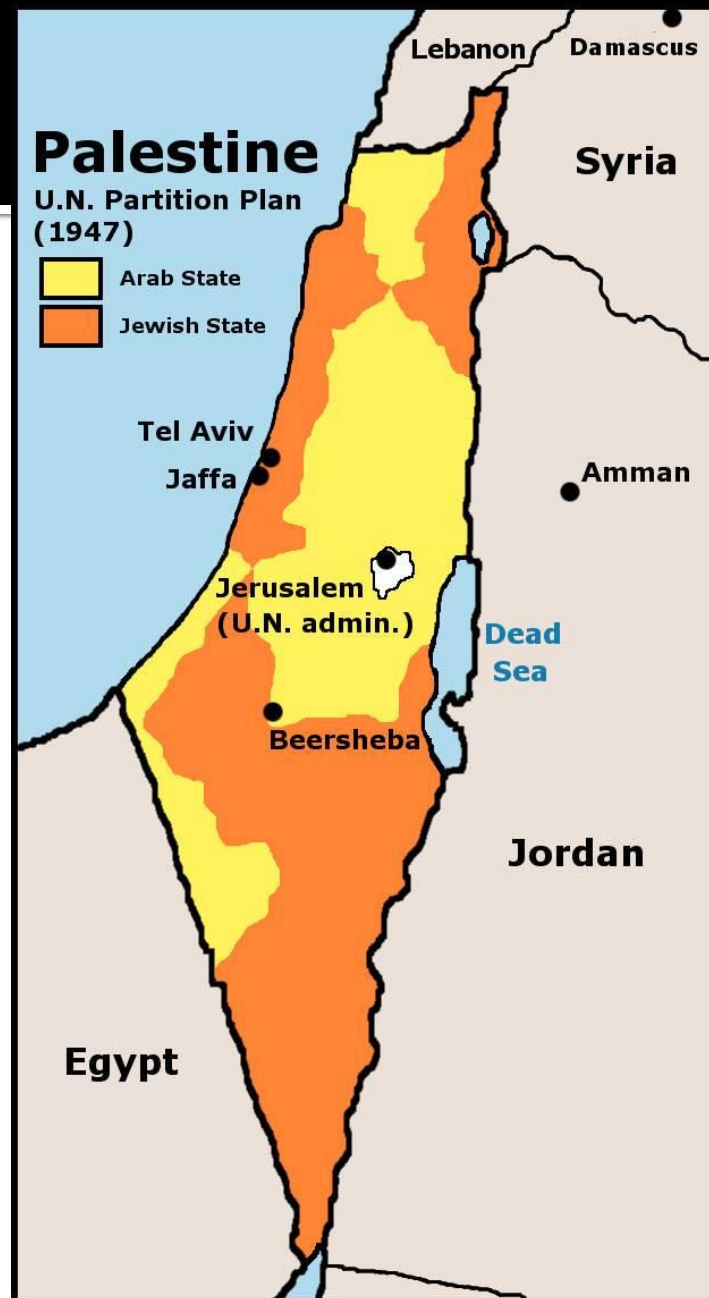 Lebanon
Damascus
Palestine
U.N. Partition Plan
(1947)
Syria
Arab State
Jewish State
Tel Aviv
Jaffa
Amman
Jerusalem
(U.N. admin.)
Dead
Sea
Beersheba
Jordan
Egypt